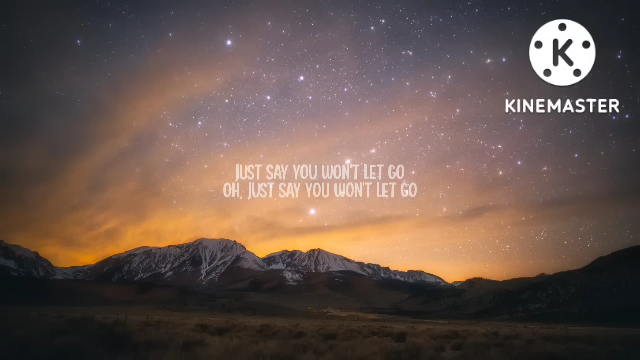 K
KINEMASTER
JUST SAY YOU WON'T LET GO
OH, JUST SAY YOU WON'T LET GO